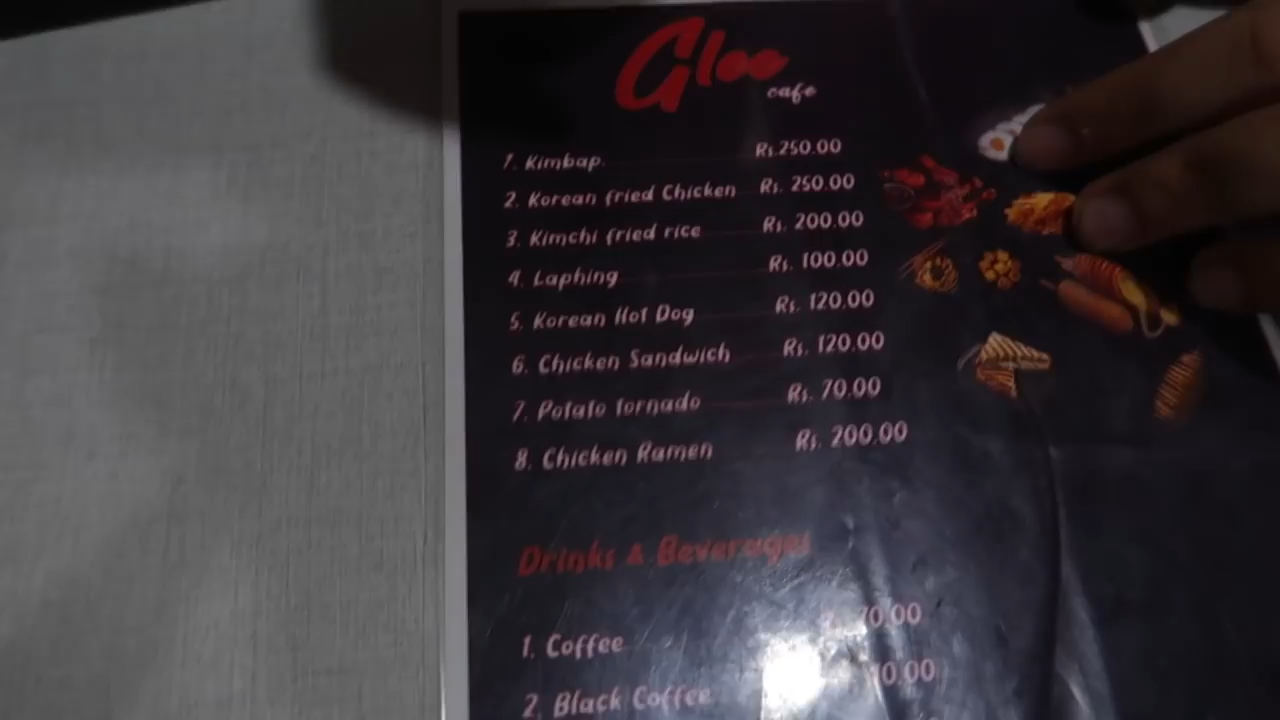 Glee
cafe
1. Kimbap. Rs.250.00
2. Korean fried Chicken Rs. 250.00
3. Kimchi fried rice Rs. 200.00
4. Laphing Rs. 100.00
5. Korean Hot Dog Rs. 120.00
6. Chicken Sandwich Rs. 120.00
7. Potato tornado Rs. 70.00
8. Chicken Ramen Rs. 200.00
Drinks & Beverages
1. Coffee
2. Black Coffee